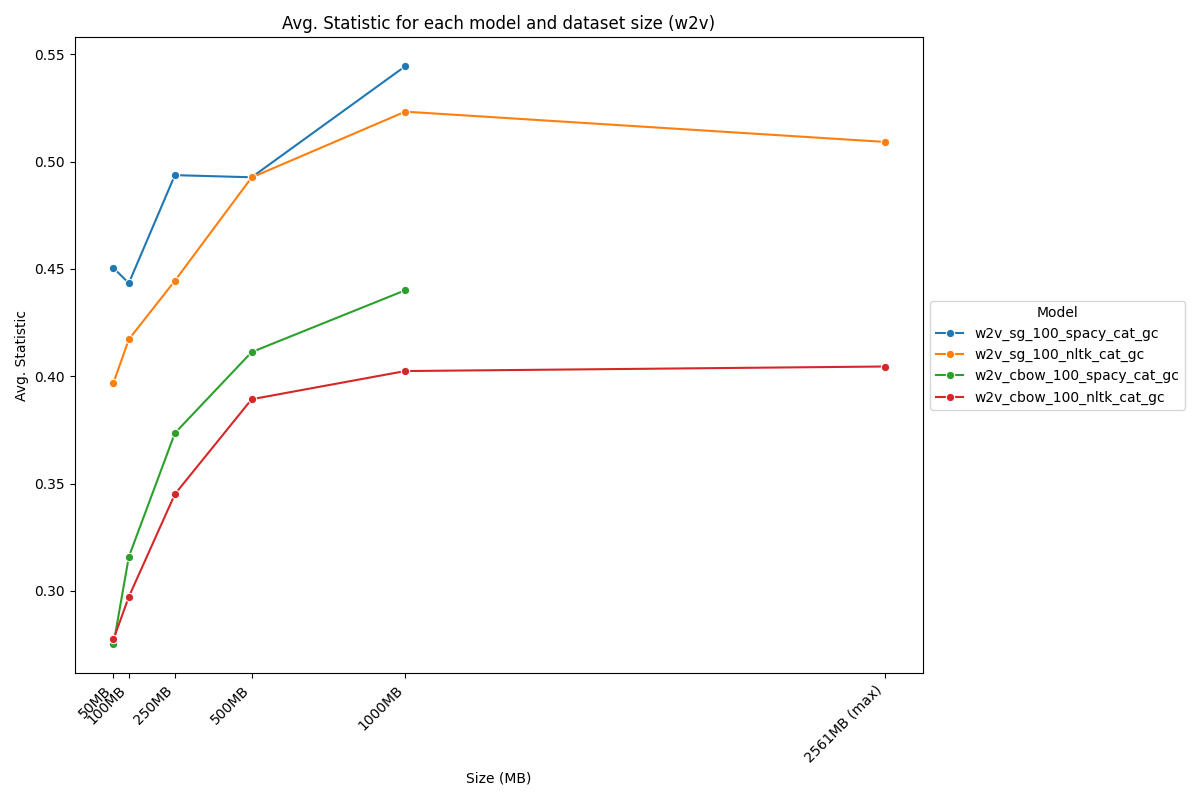 Avg. Statistic for each model and dataset size (w2v)
Avg. Statistic
0.55
0.50
0.45
0.40
0.35
0.30
50MB
100MB
250MB
500MB
1000MB
2561MB (max)
Size (MB)
Model
w2v_sg_100_spacy_cat_gc
w2v_sg_100_nltk_cat_gc
w2v_cbow_100_spacy_cat_gc
w2v_cbow_100_nltk_cat_gc